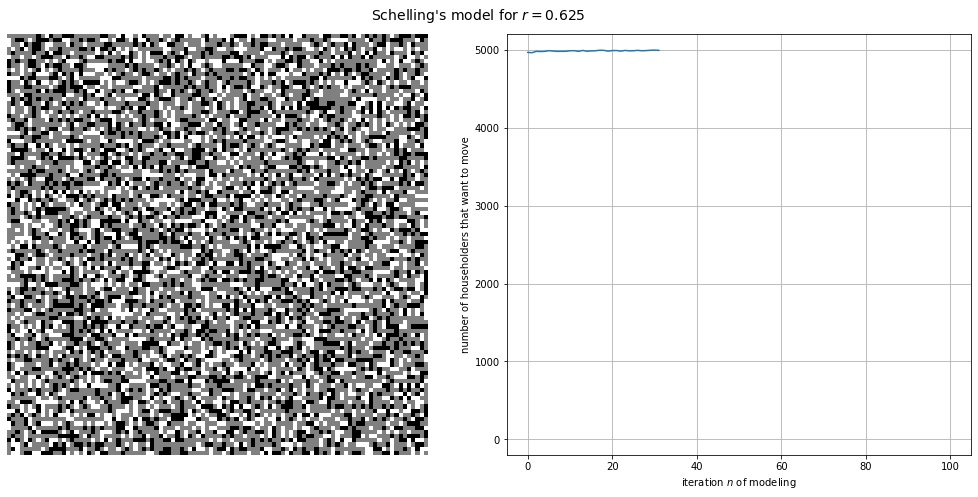 Schelling's model for r = 0.625
number of householders that want to move
5000
4000
3000
2000
1000
0
0 20 40 60 80 100
iteration n of modeling